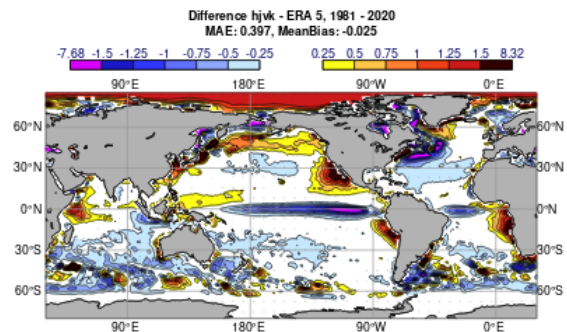 Difference hjvk - ERA 5, 1981 - 2020
MAE: 0.397, MeanBias: -0.025
-7.68 -1.5 -1.25 -1 -0.75 -0.5 -0.25 0.25 0.5 0.75 1 1.25 1.5 8.32
90°E 180°E 90°W 0°E
60°N 60°N
30°N 30°N
0°N 0°N
30°S 30°S
60°S 60°S
90°E 180°E 90°W 0°E